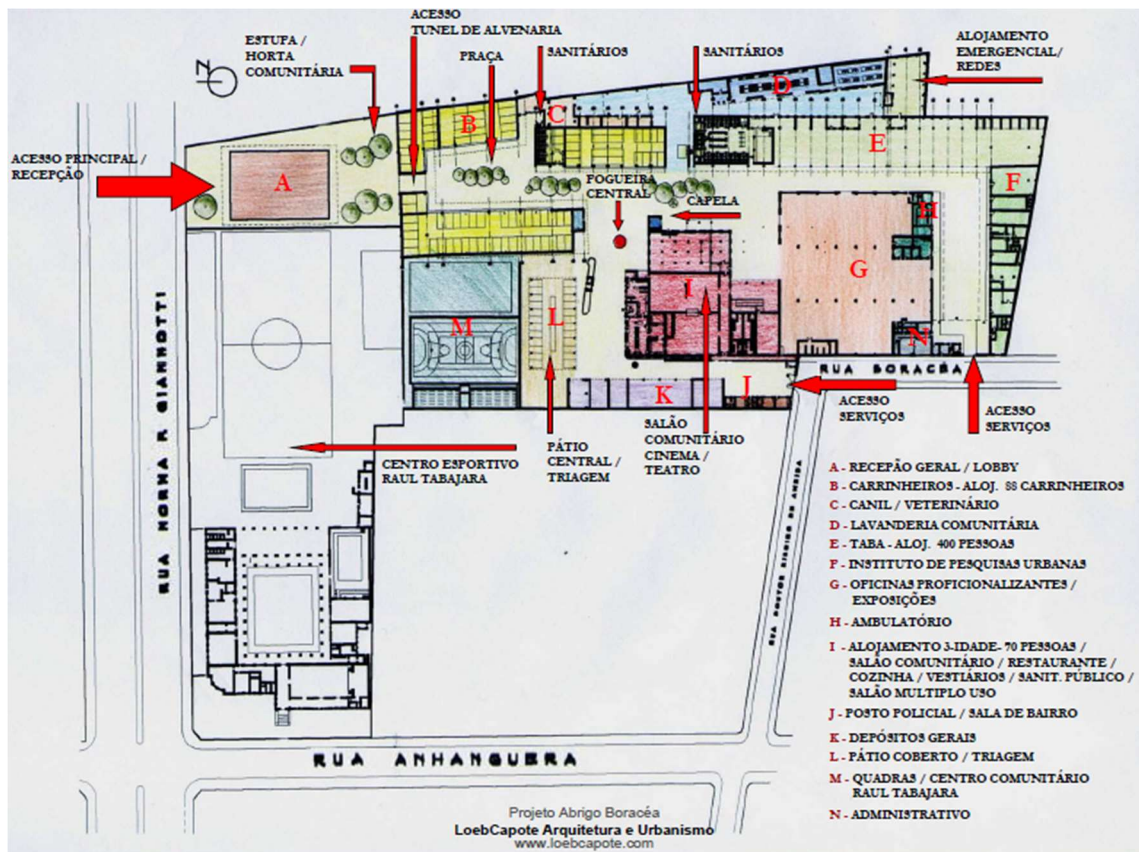 ACESSO
TUNEL DE ALVENARIA
ESTUPA /
HORTA
COMUNITÁRIA
PRAÇA
SANITÁRIOS
SANITÁRIOS
ALOJAMENTO
EMERGENCIAL/
REDES
N
ACESSO PRINCIPAL /
RECEPÇÃO
A
B
C
D
E
F
FOGUEIRA
CENTRAL
CAPELA
H
G
I
L
M
N
K
J
RUA BORACÉA
ACESSO
SERVIÇOS
ACESSO
SERVIÇOS
SALÃO
COMUNITÁRIO
CINEMA /
TEATRO
PÁTIO
CENTRAL /
TRIAGEM
CENTRO ESPORTIVO
RAUL TABAJARA
RUA NORMA P. GIANNOTTI
A - RECEPÃO GERAL / LOBBY
B - CARRINHEIROS - ALOJ. 88 CARRINHEIROS
C - CANIL / VETERINÁRIO
D - LAVANDERIA COMUNITÁRIA
E - TABA - ALOJ. 400 PESSOAS
F - INSTITUTO DE PESQUISAS URBANAS
G - OFICINAS PROFICIONALIZANTES /
EXPOSIÇÕES
H - AMBULATÓRIO
I - ALOJAMENTO 3-IDADE- 70 PESSOAS /
SALÃO COMUNITÁRIO / RESTAURANTE /
COZINHA / VESTIÁRIOS / SANIT. PÚBLICO /
SALÃO MULTIPLO USO
J - POSTO POLICIAL / SALA DE BAIRRO
K - DEPÓSITOS GERAIS
L - PÁTIO COBERTO / TRIAGEM
M - QUADRAS / CENTRO COMUNITÁRIO
RAUL TABAJARA
N - ADMINISTRATIVO
RUA ANHANGUERA
Projeto Abrigo Boracéa
LoebCapote Arquitetura e Urbanismo
www.loebcapote.com